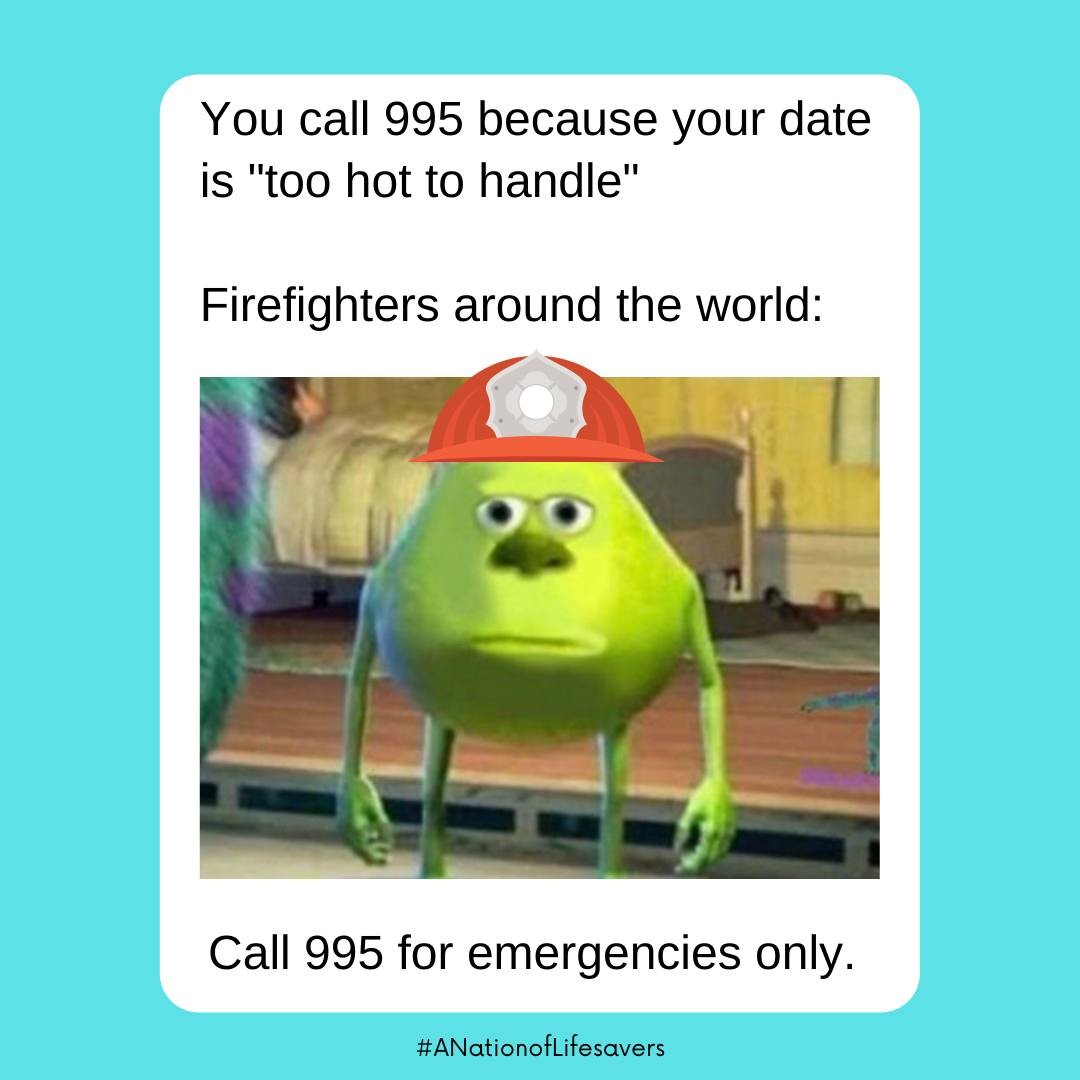 You call 995 because your date
is "too hot to handle"
Firefighters around the world:
Call 995 for emergencies only.
#ANationofLifesavers